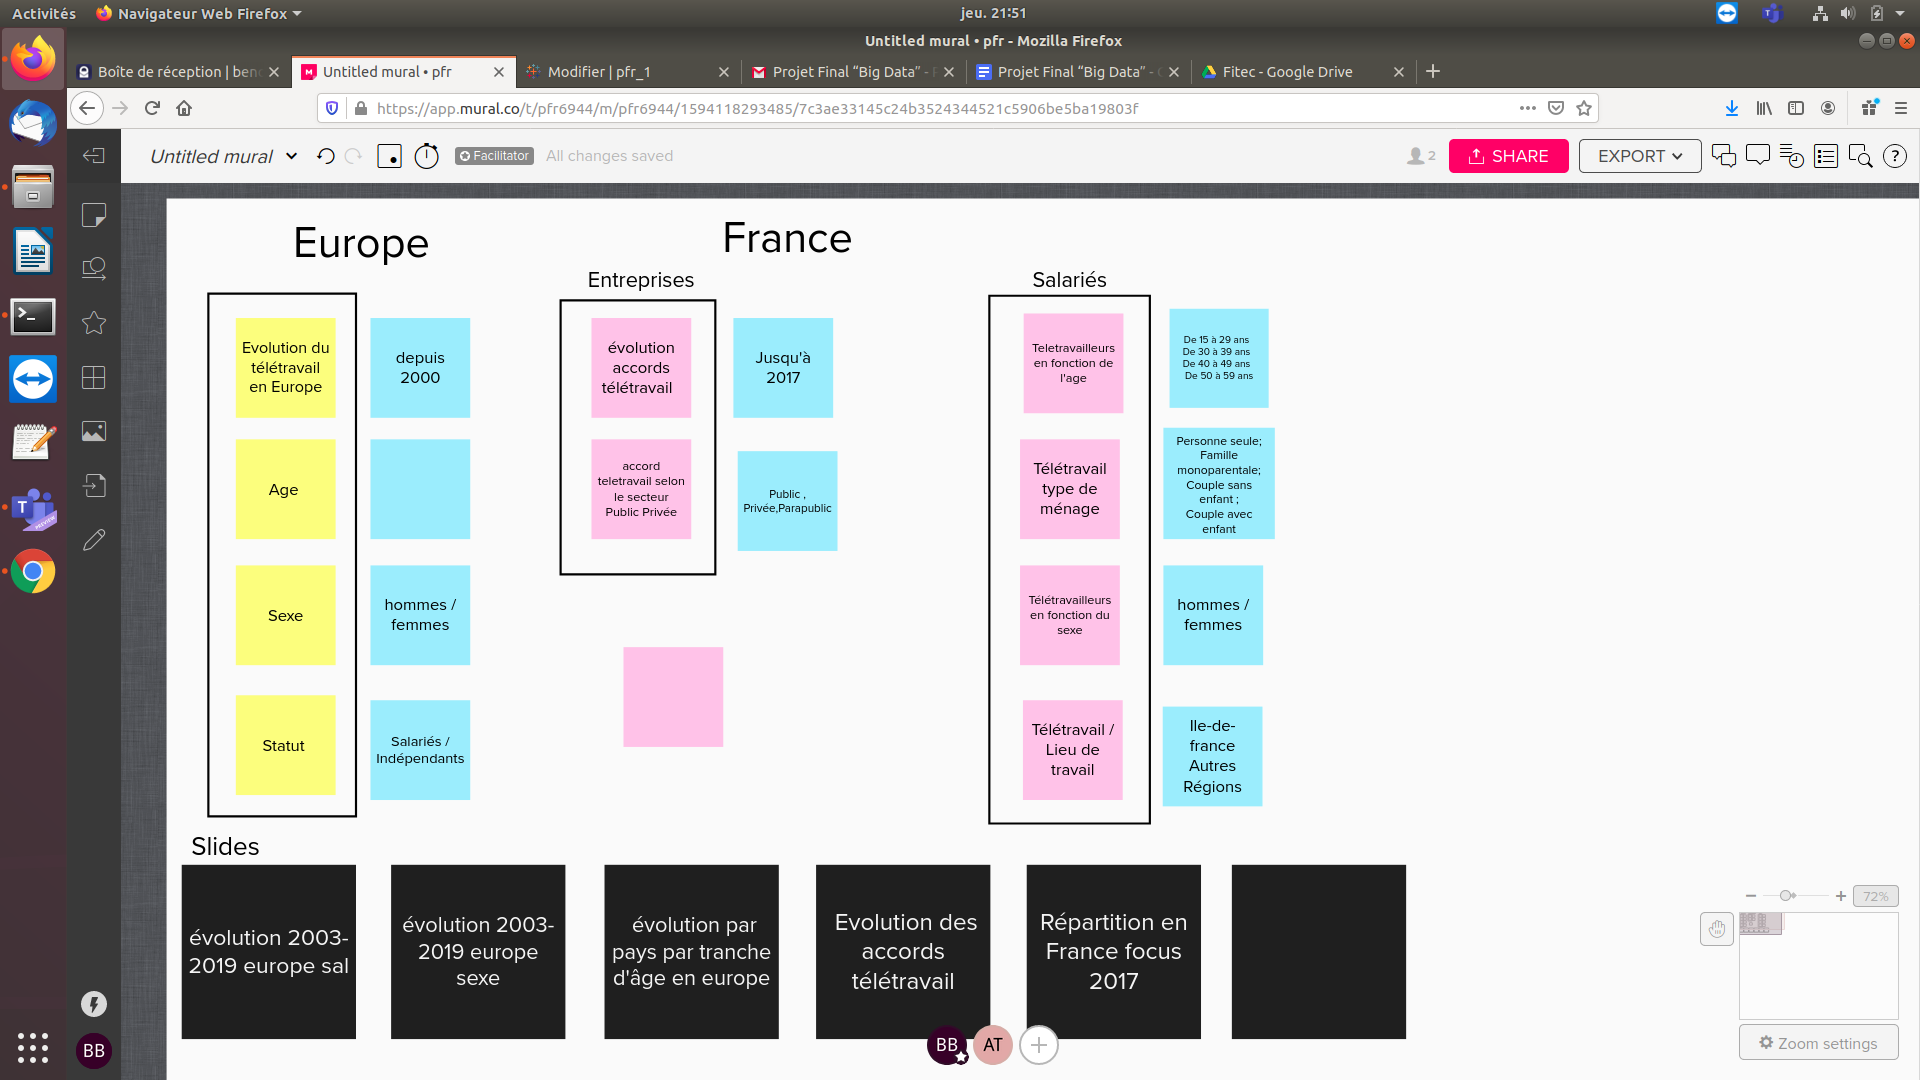 Activités
Navigateur Web Firefox
jeu. 21:51
Untitled mural • pfr - Mozilla Firefox
Boîte de réception | ben
Untitled mural • pfr
Modifier | pfr_1
Projet Final “Big Data” -
Projet Final “Big Data” -
Fitec - Google Drive
https://app.mural.co/t/pfr6944/m/pfr6944/1594118293485/7c3ae33145c24b3524344521c5906be5ba19803f
Untitled mural
Facilitator
All changes saved
2
SHARE
EXPORT
?
Europe
France
Entreprises
Salariés
Evolution du
télétravail
en Europe
depuis
2000
Age
Sexe
hommes /
femmes
Statut
Salariés /
Indépendants
évolution
accords
télétravail
Jusqu'à
2017
accord
teletravail selon
le secteur
Public Privée
Public ,
Privée,Parapublic
Teletravailleurs
en fonction de
l'age
De 15 à 29 ans
De 30 à 39 ans
De 40 à 49 ans
De 50 à 59 ans
Télétravail
type de
ménage
Personne seule;
Famille
monoparentale;
Couple sans
enfant ;
Couple avec
enfant
Télétravailleurs
en fonction du
sexe
hommes /
femmes
Télétravail /
Lieu de
travail
Ile-de-
france
Autres
Régions
Slides
évolution 2003-
2019 europe sal
évolution 2003-
2019 europe
sexe
évolution par
pays par tranche
d'âge en europe
Evolution des
accords
télétravail
Répartition en
France focus
2017
72%
Zoom settings
BB
BB
AT
PREVIEW